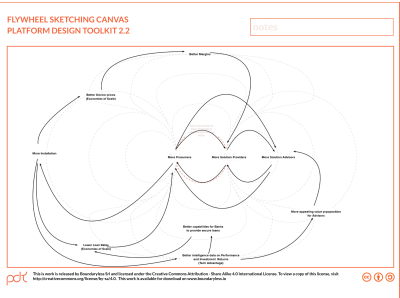 FLYWHEEL SKETCHING CANVAS
PLATFORM DESIGN TOOLKIT 2.2
notes
Better Margins
Better Device prices
(Economies of Scale)
More Installation
More Prosumers
More Solution Providers
More Solution Advisors
More appealing value proposition
for Advisors
Better capabilities for Banks
to provide secure loans
Lower Loan Rates
(Economies of Scale)
Better Intelligence data on Performance
and Investment Returns
(Tech Advantage)
pdt
This work is released by Boundaryless Srl and licensed under the Creative Commons Attribution - Share Alike 4.0 International License. To view a copy of this license, visit
http://creativecommons.org/license/by-sa/4.0. This work is available for download on www.boundaryless.io